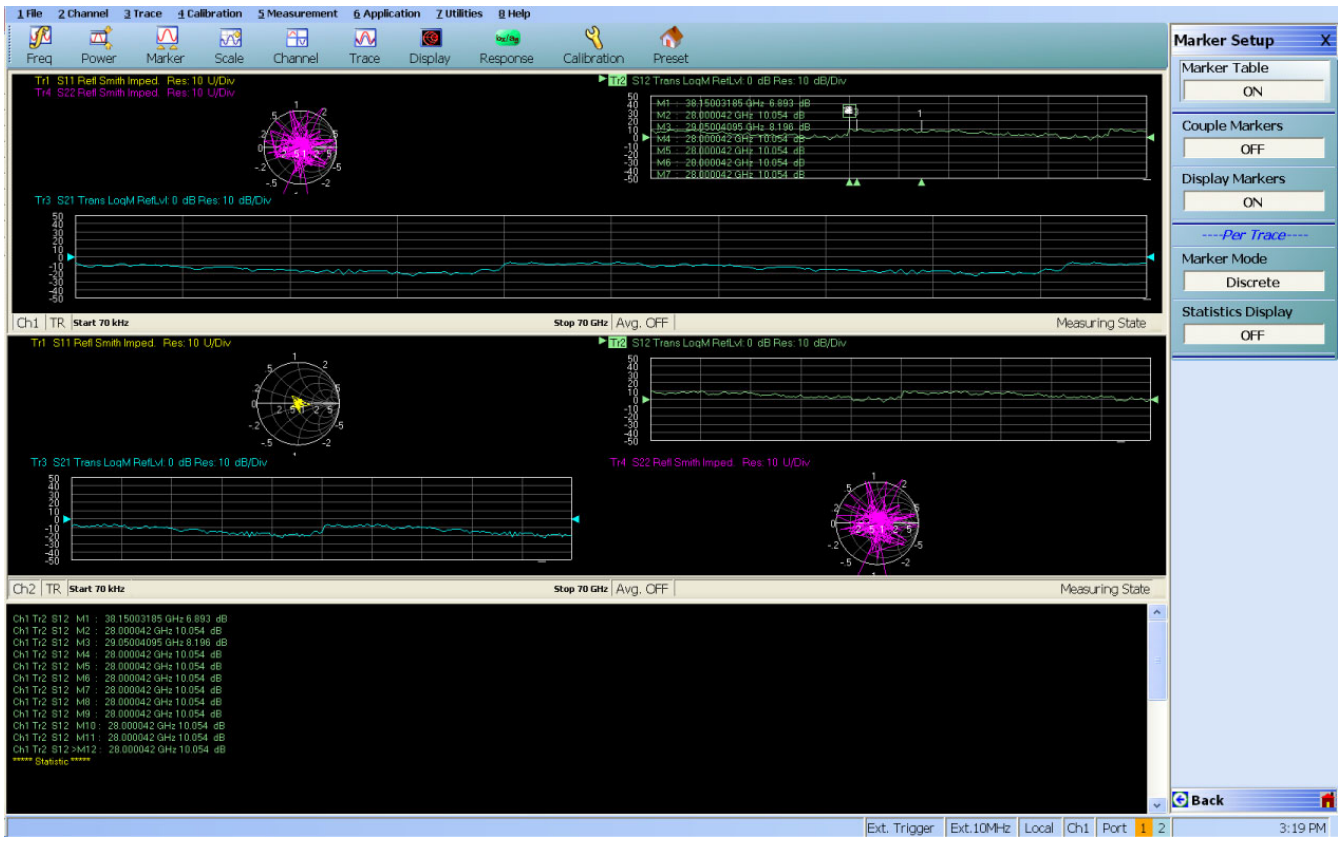 1 File 2 Channel 3 Trace 4 Calibration 5 Measurement 6 Application 7 Utilities 8 Help
Freq Power Marker Scale Channel Trace Display Response Calibration Preset
Tr1 S11 Refl Smith Imped. Res: 10 U/Div
Tr4 S22 Refl Smith Imped. Res: 10 U/Div
Tr2 S12 Trans LogM RefLvl: 0 dB Res: 10 dB/Div
M1 : 38.15003185 GHz 6.893 dB
M2 : 28.000042 GHz 10.054 dB
M3 : 29.05004095 GHz 8.196 dB
M4 : 28.000042 GHz 10.054 dB
M5 : 28.000042 GHz 10.054 dB
M6 : 28.000042 GHz 10.054 dB
M7 : 28.000042 GHz 10.054 dB
Tr3 S21 Trans LogM RefLvl: 0 dB Res: 10 dB/Div
Ch1 TR Start 70 kHz Stop 70 GHz Avg. OFF Measuring State
Tr1 S11 Refl Smith Imped. Res: 10 U/Div
Tr2 S12 Trans LogM RefLvl: 0 dB Res: 10 dB/Div
Tr3 S21 Trans LogM RefLvl: 0 dB Res: 10 dB/Div
Tr4 S22 Refl Smith Imped. Res: 10 U/Div
Ch2 TR Start 70 kHz Stop 70 GHz Avg. OFF Measuring State
Ch1 Tr2 S12 M1 : 38.15003185 GHz 6.893 dB
Ch1 Tr2 S12 M2 : 28.000042 GHz 10.054 dB
Ch1 Tr2 S12 M3 : 29.05004095 GHz 8.196 dB
Ch1 Tr2 S12 M4 : 28.000042 GHz 10.054 dB
Ch1 Tr2 S12 M5 : 28.000042 GHz 10.054 dB
Ch1 Tr2 S12 M6 : 28.000042 GHz 10.054 dB
Ch1 Tr2 S12 M7 : 28.000042 GHz 10.054 dB
Ch1 Tr2 S12 M8 : 28.000042 GHz 10.054 dB
Ch1 Tr2 S12 M9 : 28.000042 GHz 10.054 dB
Ch1 Tr2 S12 M10 : 28.000042 GHz 10.054 dB
Ch1 Tr2 S12 M11 : 28.000042 GHz 10.054 dB
Ch1 Tr2 S12 >M12 : 28.000042 GHz 10.054 dB
***** Statistic *****
Marker Setup X
Marker Table
ON
Couple Markers
OFF
Display Markers
ON
----Per Trace----
Marker Mode
Discrete
Statistics Display
OFF
Back
Ext. Trigger Ext.10MHz Local Ch1 Port 1 2 3:19 PM